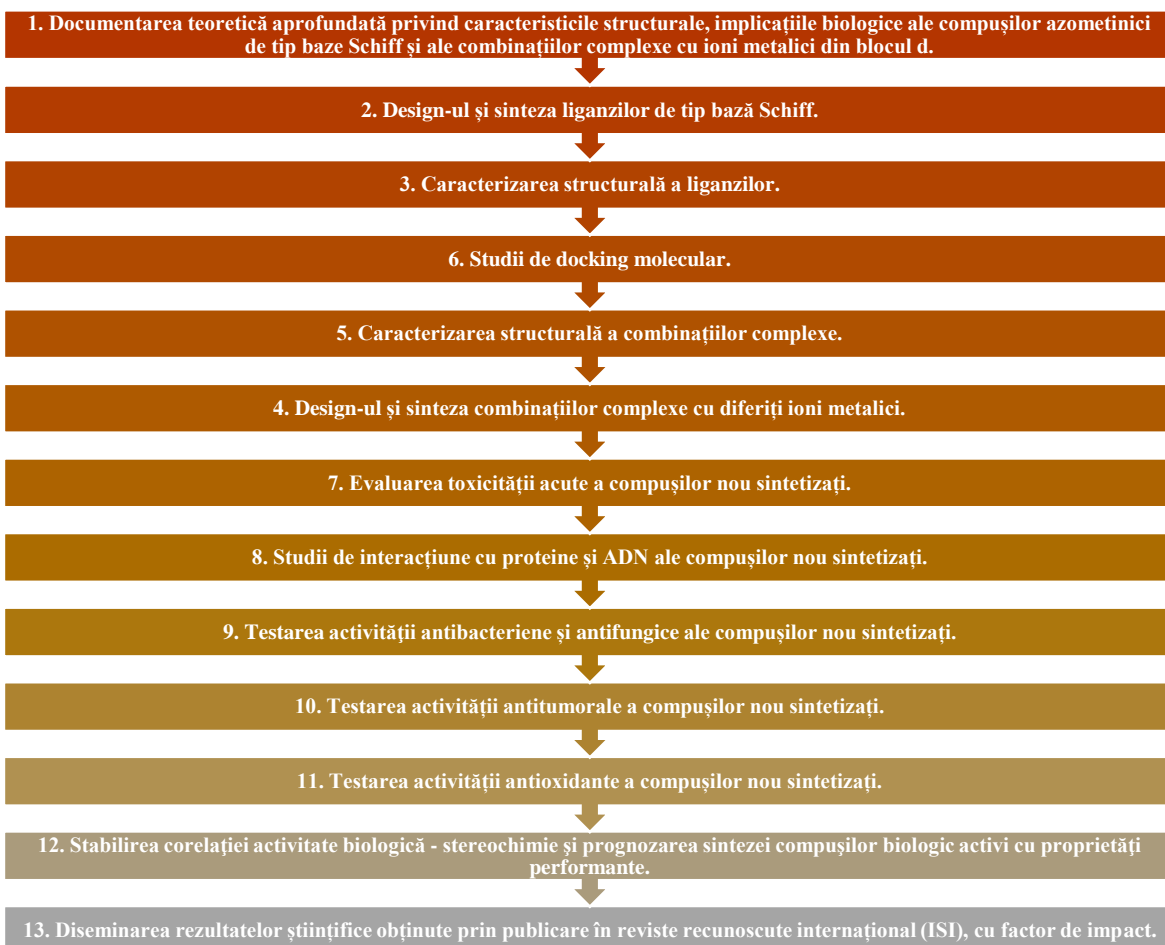 1. Documentarea teoretică aprofundată privind caracteristicile structurale, implicațiile biologice ale compușilor azometinici
de tip baze Schiff și ale combinațiilor complexe cu ioni metalici din blocul d.
2. Design-ul și sinteza liganzilor de tip bază Schiff.
3. Caracterizarea structurală a liganzilor.
6. Studii de docking molecular.
5. Caracterizarea structurală a combinațiilor complexe.
4. Design-ul și sinteza combinațiilor complexe cu diferiți ioni metalici.
7. Evaluarea toxicității acute a compușilor nou sintetizați.
8. Studii de interacțiune cu proteine și ADN ale compușilor nou sintetizați.
9. Testarea activităţii antibacteriene și antifungice ale compușilor nou sintetizați.
10. Testarea activității antitumorale a compușilor nou sintetizați.
11. Testarea activității antioxidante a compușilor nou sintetizați.
12. Stabilirea corelaţiei activitate biologică - stereochimie şi prognozarea sintezei compuşilor biologic activi cu proprietăţi
performante.
13. Diseminarea rezultatelor științifice obținute prin publicare în reviste recunoscute internațional (ISI), cu factor de impact.